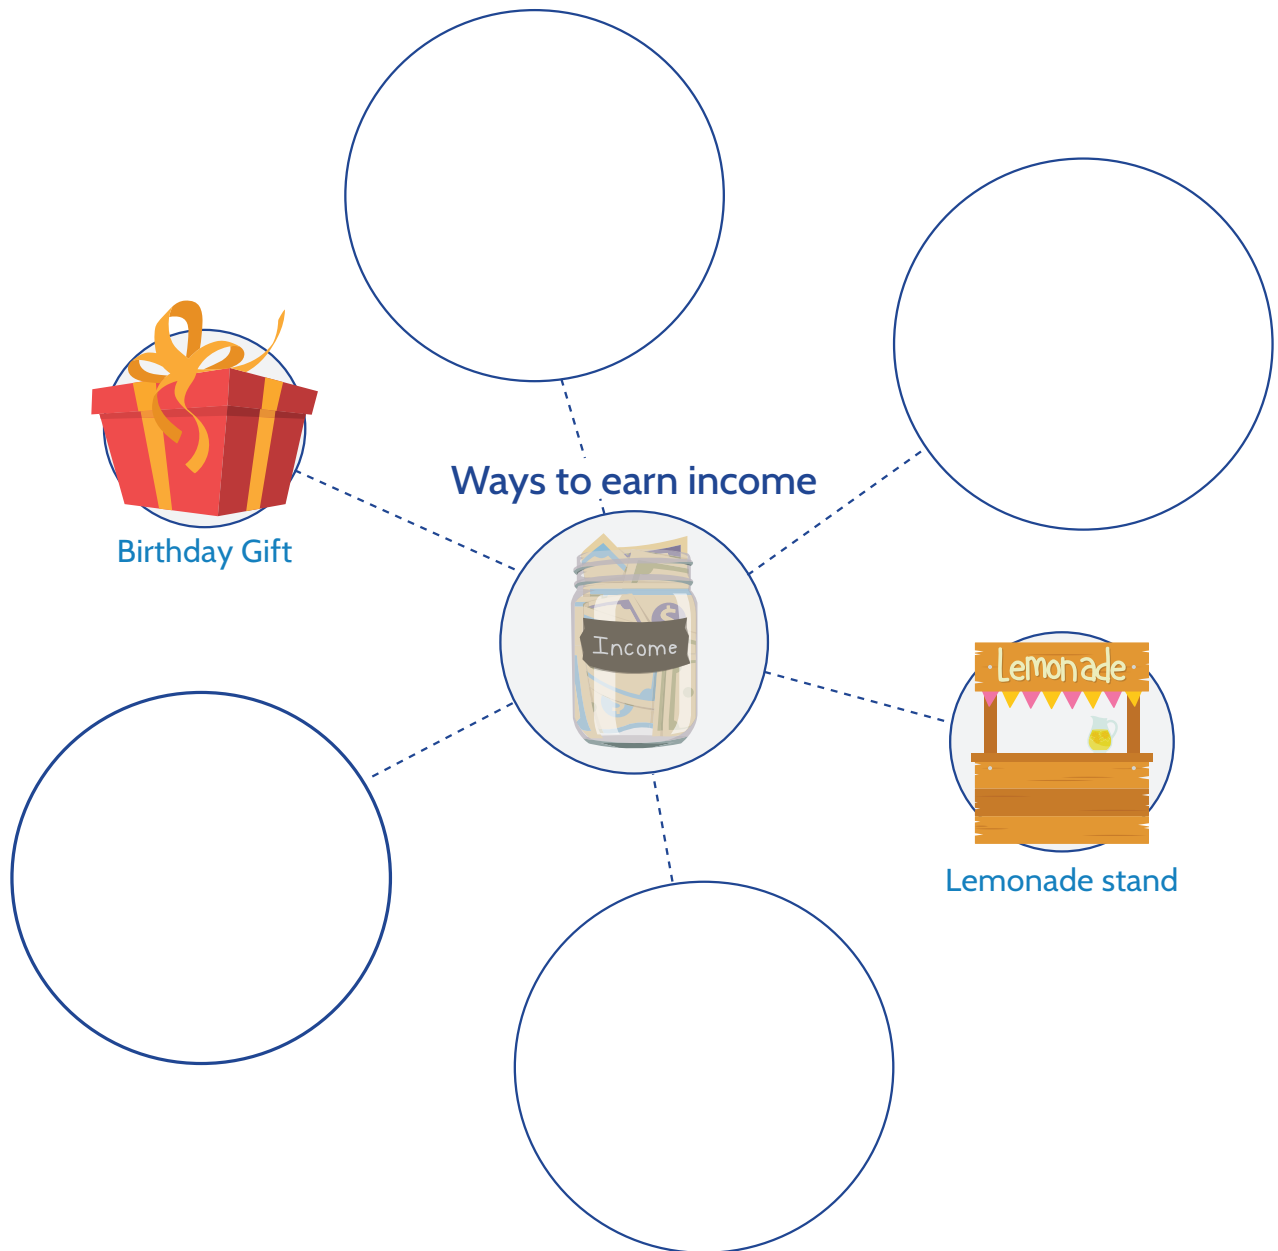 Ways to earn income
Birthday Gift
$
Income
Lemonade
Lemonade stand